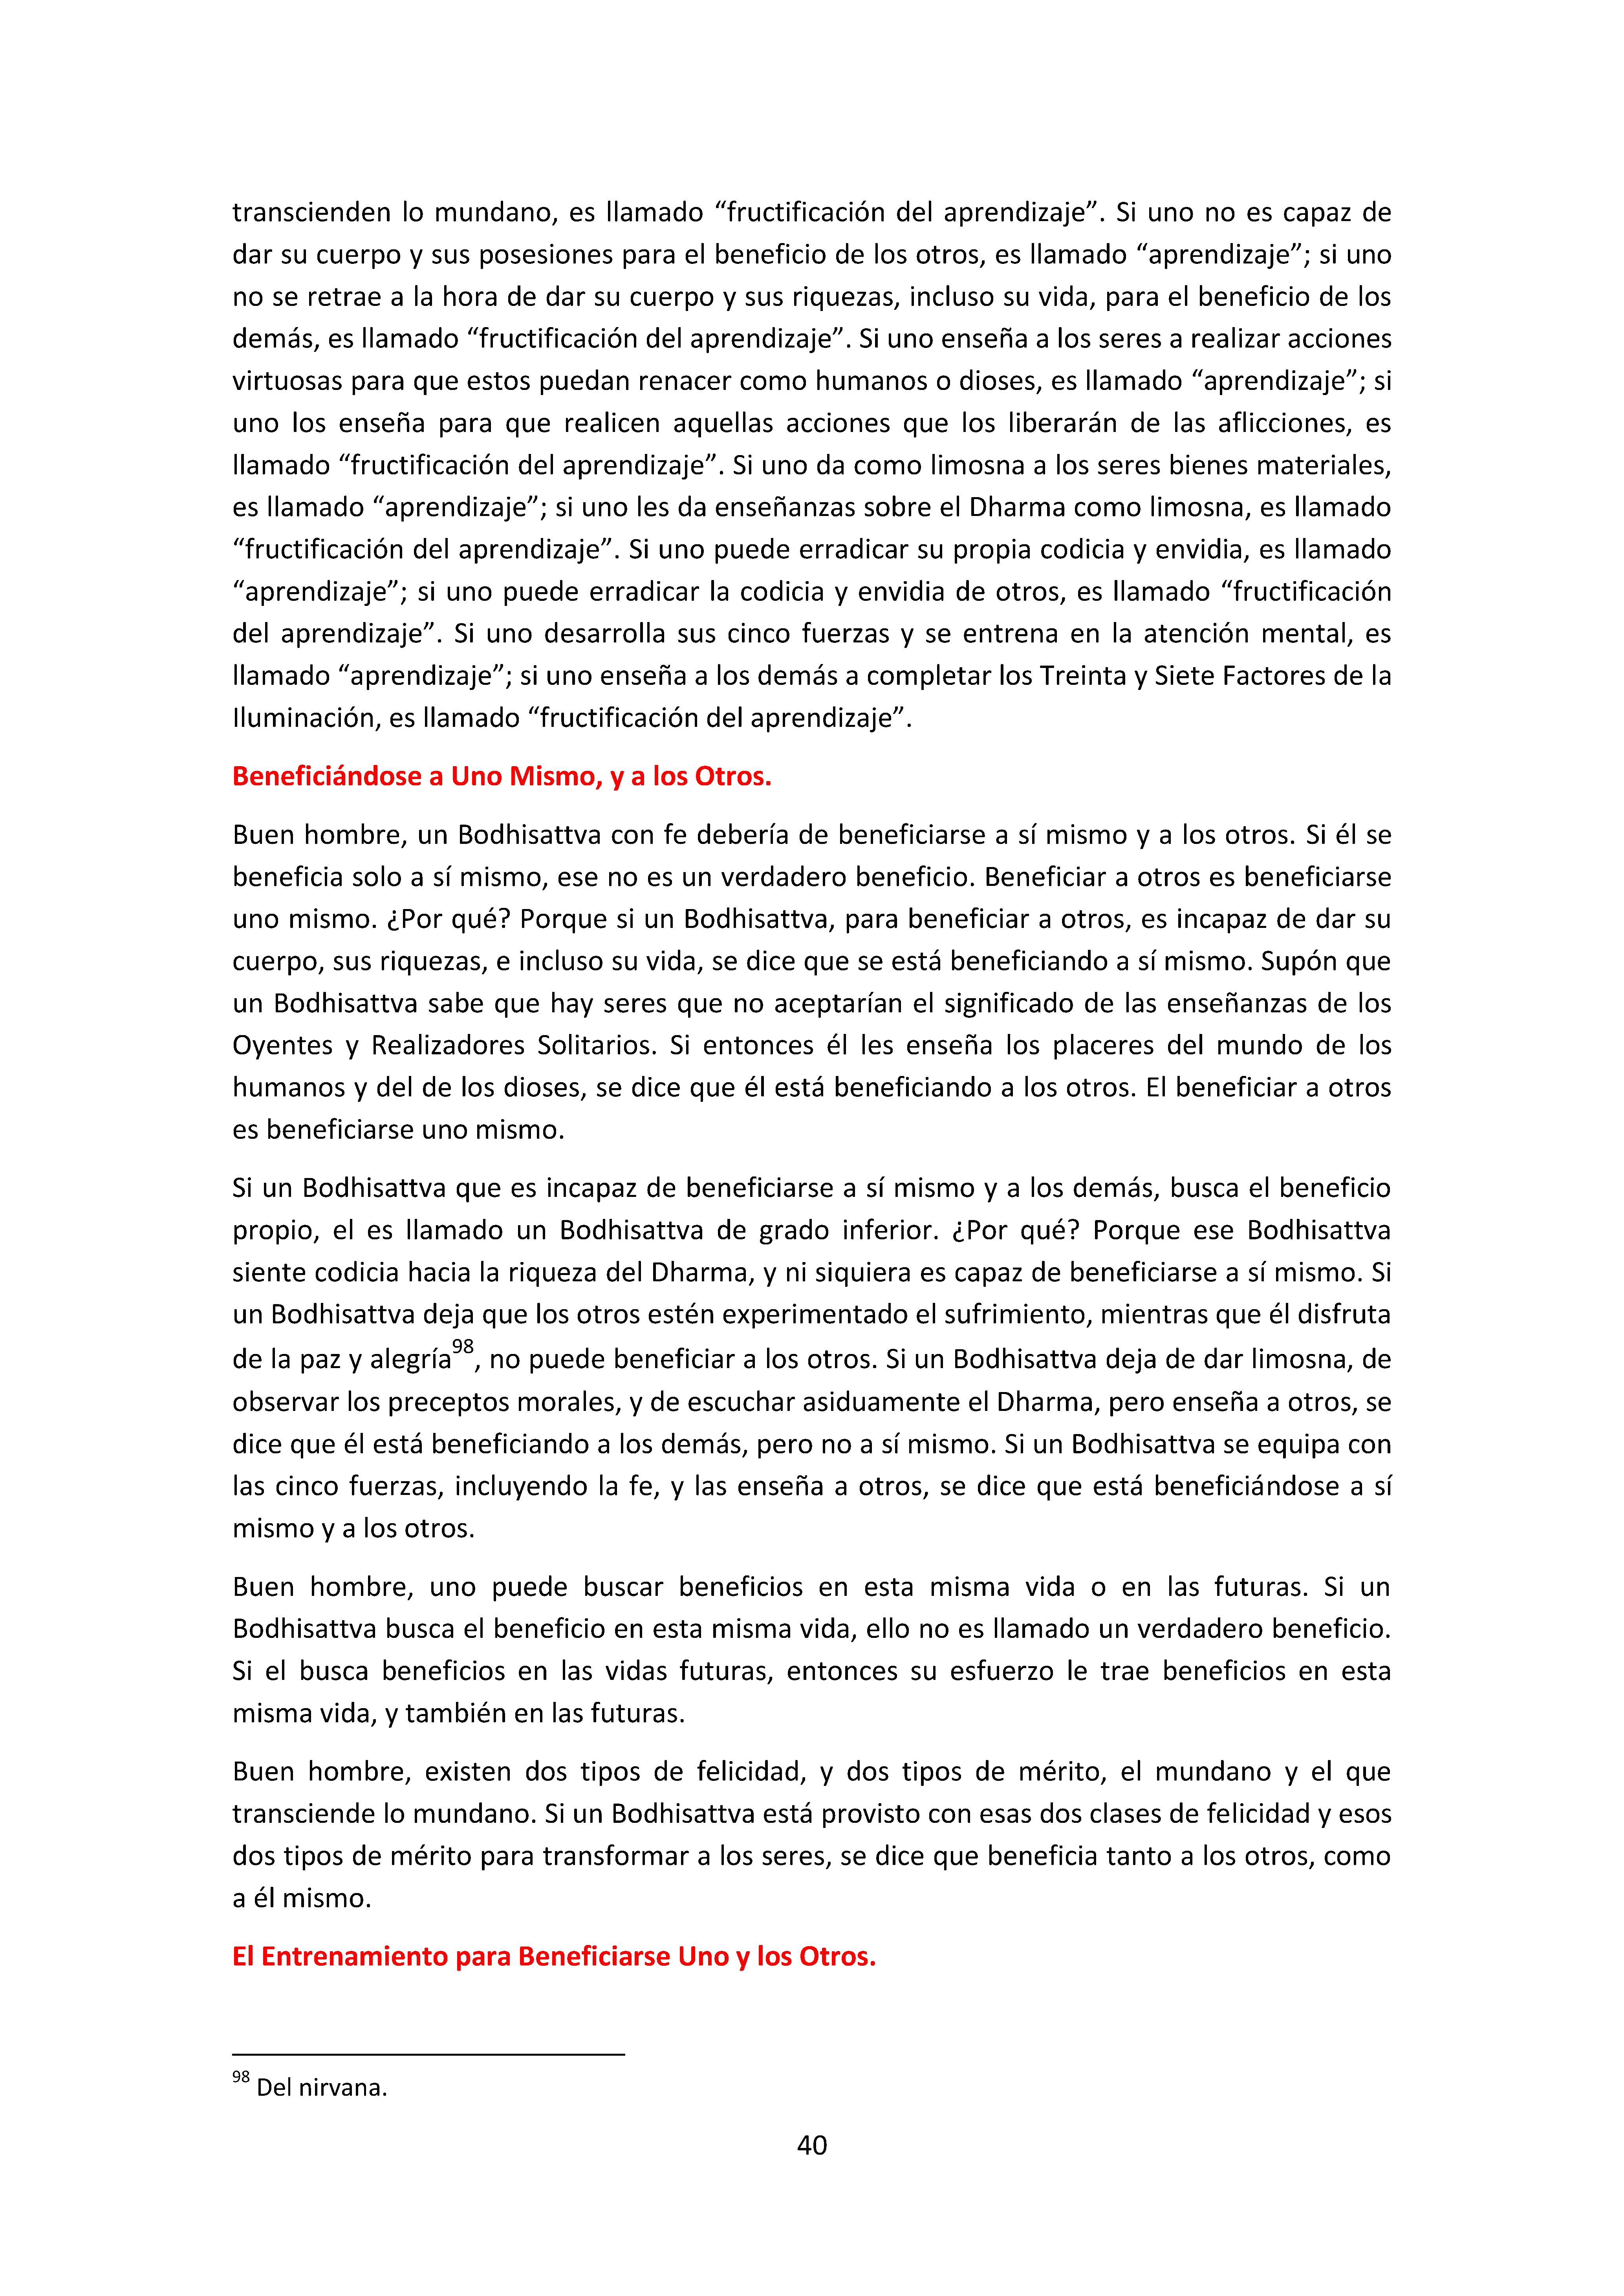 transcienden lo mundano, es llamado “fructificación del aprendizaje”. Si uno no es capaz de
dar su cuerpo y sus posesiones para el beneficio de los otros, es llamado “aprendizaje”; si uno
no se retrae a la hora de dar su cuerpo y sus riquezas, incluso su vida, para el beneficio de los
demás, es llamado “fructificación del aprendizaje”. Si uno enseña a los seres a realizar acciones
virtuosas para que estos puedan renacer como humanos o dioses, es llamado “aprendizaje”; si
uno los enseña para que realicen aquellas acciones que los liberarán de las aflicciones, es
llamado “fructificación del aprendizaje”. Si uno da como limosna a los seres bienes materiales,
es llamado “aprendizaje”; si uno les da enseñanzas sobre el Dharma como limosna, es llamado
“fructificación del aprendizaje”. Si uno puede erradicar su propia codicia y envidia, es llamado
“aprendizaje”; si uno puede erradicar la codicia y envidia de otros, es llamado “fructificación
del aprendizaje”. Si uno desarrolla sus cinco fuerzas y se entrena en la atención mental, es
llamado “aprendizaje”; si uno enseña a los demás a completar los Treinta y Siete Factores de la
Iluminación, es llamado “fructificación del aprendizaje”.
Beneficiándose a Uno Mismo, y a los Otros.
Buen hombre, un Bodhisattva con fe debería de beneficiarse a sí mismo y a los otros. Si él se
beneficia solo a sí mismo, ese no es un verdadero beneficio. Beneficiar a otros es beneficiarse
uno mismo. ¿Por qué? Porque si un Bodhisattva, para beneficiar a otros, es incapaz de dar su
cuerpo, sus riquezas, e incluso su vida, se dice que se está beneficiando a sí mismo. Supón que
un Bodhisattva sabe que hay seres que no aceptarían el significado de las enseñanzas de los
Oyentes y Realizadores Solitarios. Si entonces él les enseña los placeres del mundo de los
humanos y del de los dioses, se dice que él está beneficiando a los otros. El beneficiar a otros
es beneficiarse uno mismo.
Si un Bodhisattva que es incapaz de beneficiarse a sí mismo y a los demás, busca el beneficio
propio, el es llamado un Bodhisattva de grado inferior. ¿Por qué? Porque ese Bodhisattva
siente codicia hacia la riqueza del Dharma, y ni siquiera es capaz de beneficiarse a sí mismo. Si
un Bodhisattva deja que los otros estén experimentado el sufrimiento, mientras que él disfruta
de la paz y alegría98, no puede beneficiar a los otros. Si un Bodhisattva deja de dar limosna, de
observar los preceptos morales, y de escuchar asiduamente el Dharma, pero enseña a otros, se
dice que él está beneficiando a los demás, pero no a sí mismo. Si un Bodhisattva se equipa con
las cinco fuerzas, incluyendo la fe, y las enseña a otros, se dice que está beneficiándose a sí
mismo y a los otros.
Buen hombre, uno puede buscar beneficios en esta misma vida o en las futuras. Si un
Bodhisattva busca el beneficio en esta misma vida, ello no es llamado un verdadero beneficio.
Si el busca beneficios en las vidas futuras, entonces su esfuerzo le trae beneficios en esta
misma vida, y también en las futuras.
Buen hombre, existen dos tipos de felicidad, y dos tipos de mérito, el mundano y el que
transciende lo mundano. Si un Bodhisattva está provisto con esas dos clases de felicidad y esos
dos tipos de mérito para transformar a los seres, se dice que beneficia tanto a los otros, como
a él mismo.
El Entrenamiento para Beneficiarse Uno y los Otros.
98 Del nirvana.
40